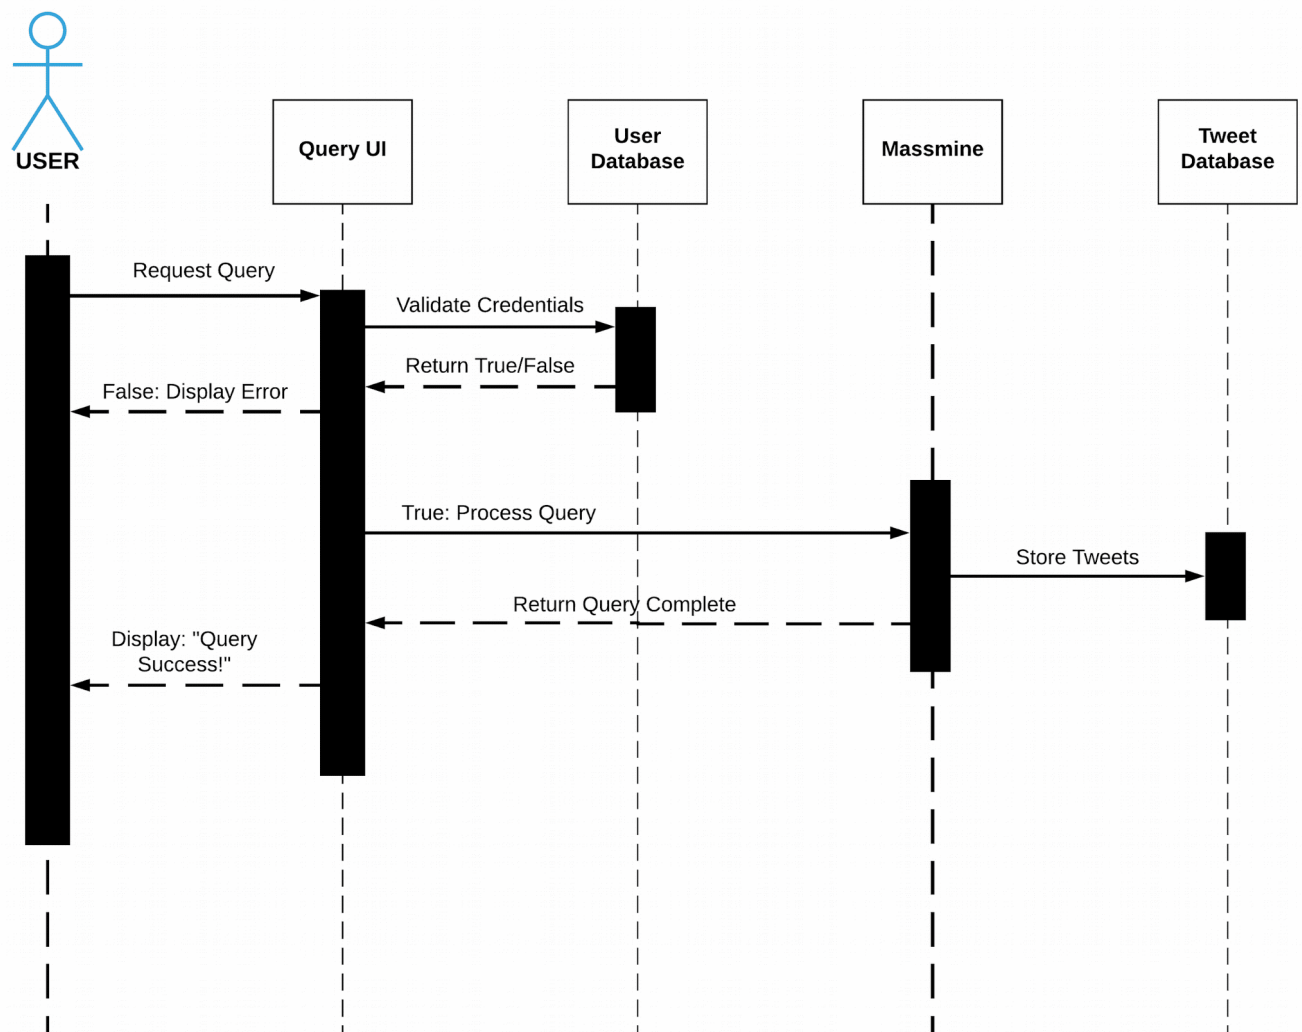 USER
Query UI
User
Database
Massmine
Tweet
Database
Request Query
Validate Credentials
Return True/False
False: Display Error
True: Process Query
Store Tweets
Return Query Complete
Display: "Query
Success!"